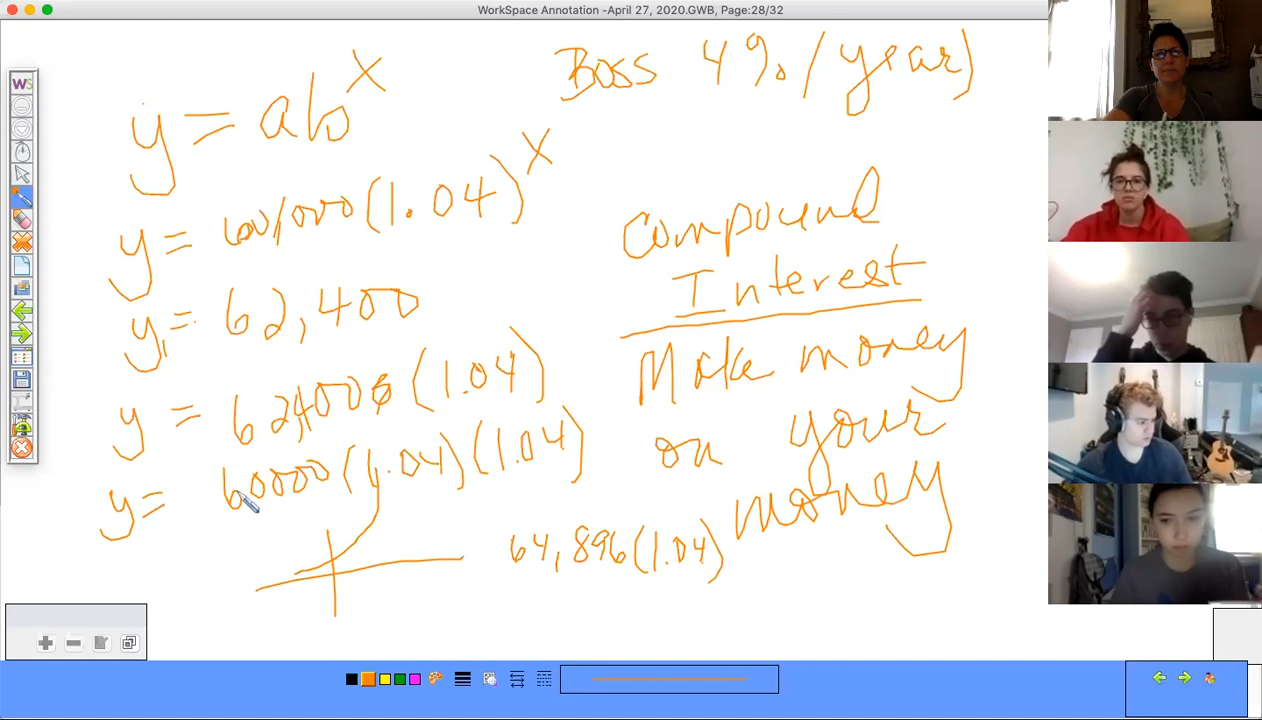 WorkSpace Annotation -April 27, 2020.GWB, Page:28/32
WS
Boss 4%/year)
y = ab^x
y = 60,000(1.04)^x
Compound
Interest
y₁ = 62,400
Make money
y = 62,400(1.04)
on your
y = 60000(1.04)(1.04)
money
64,896(1.04)